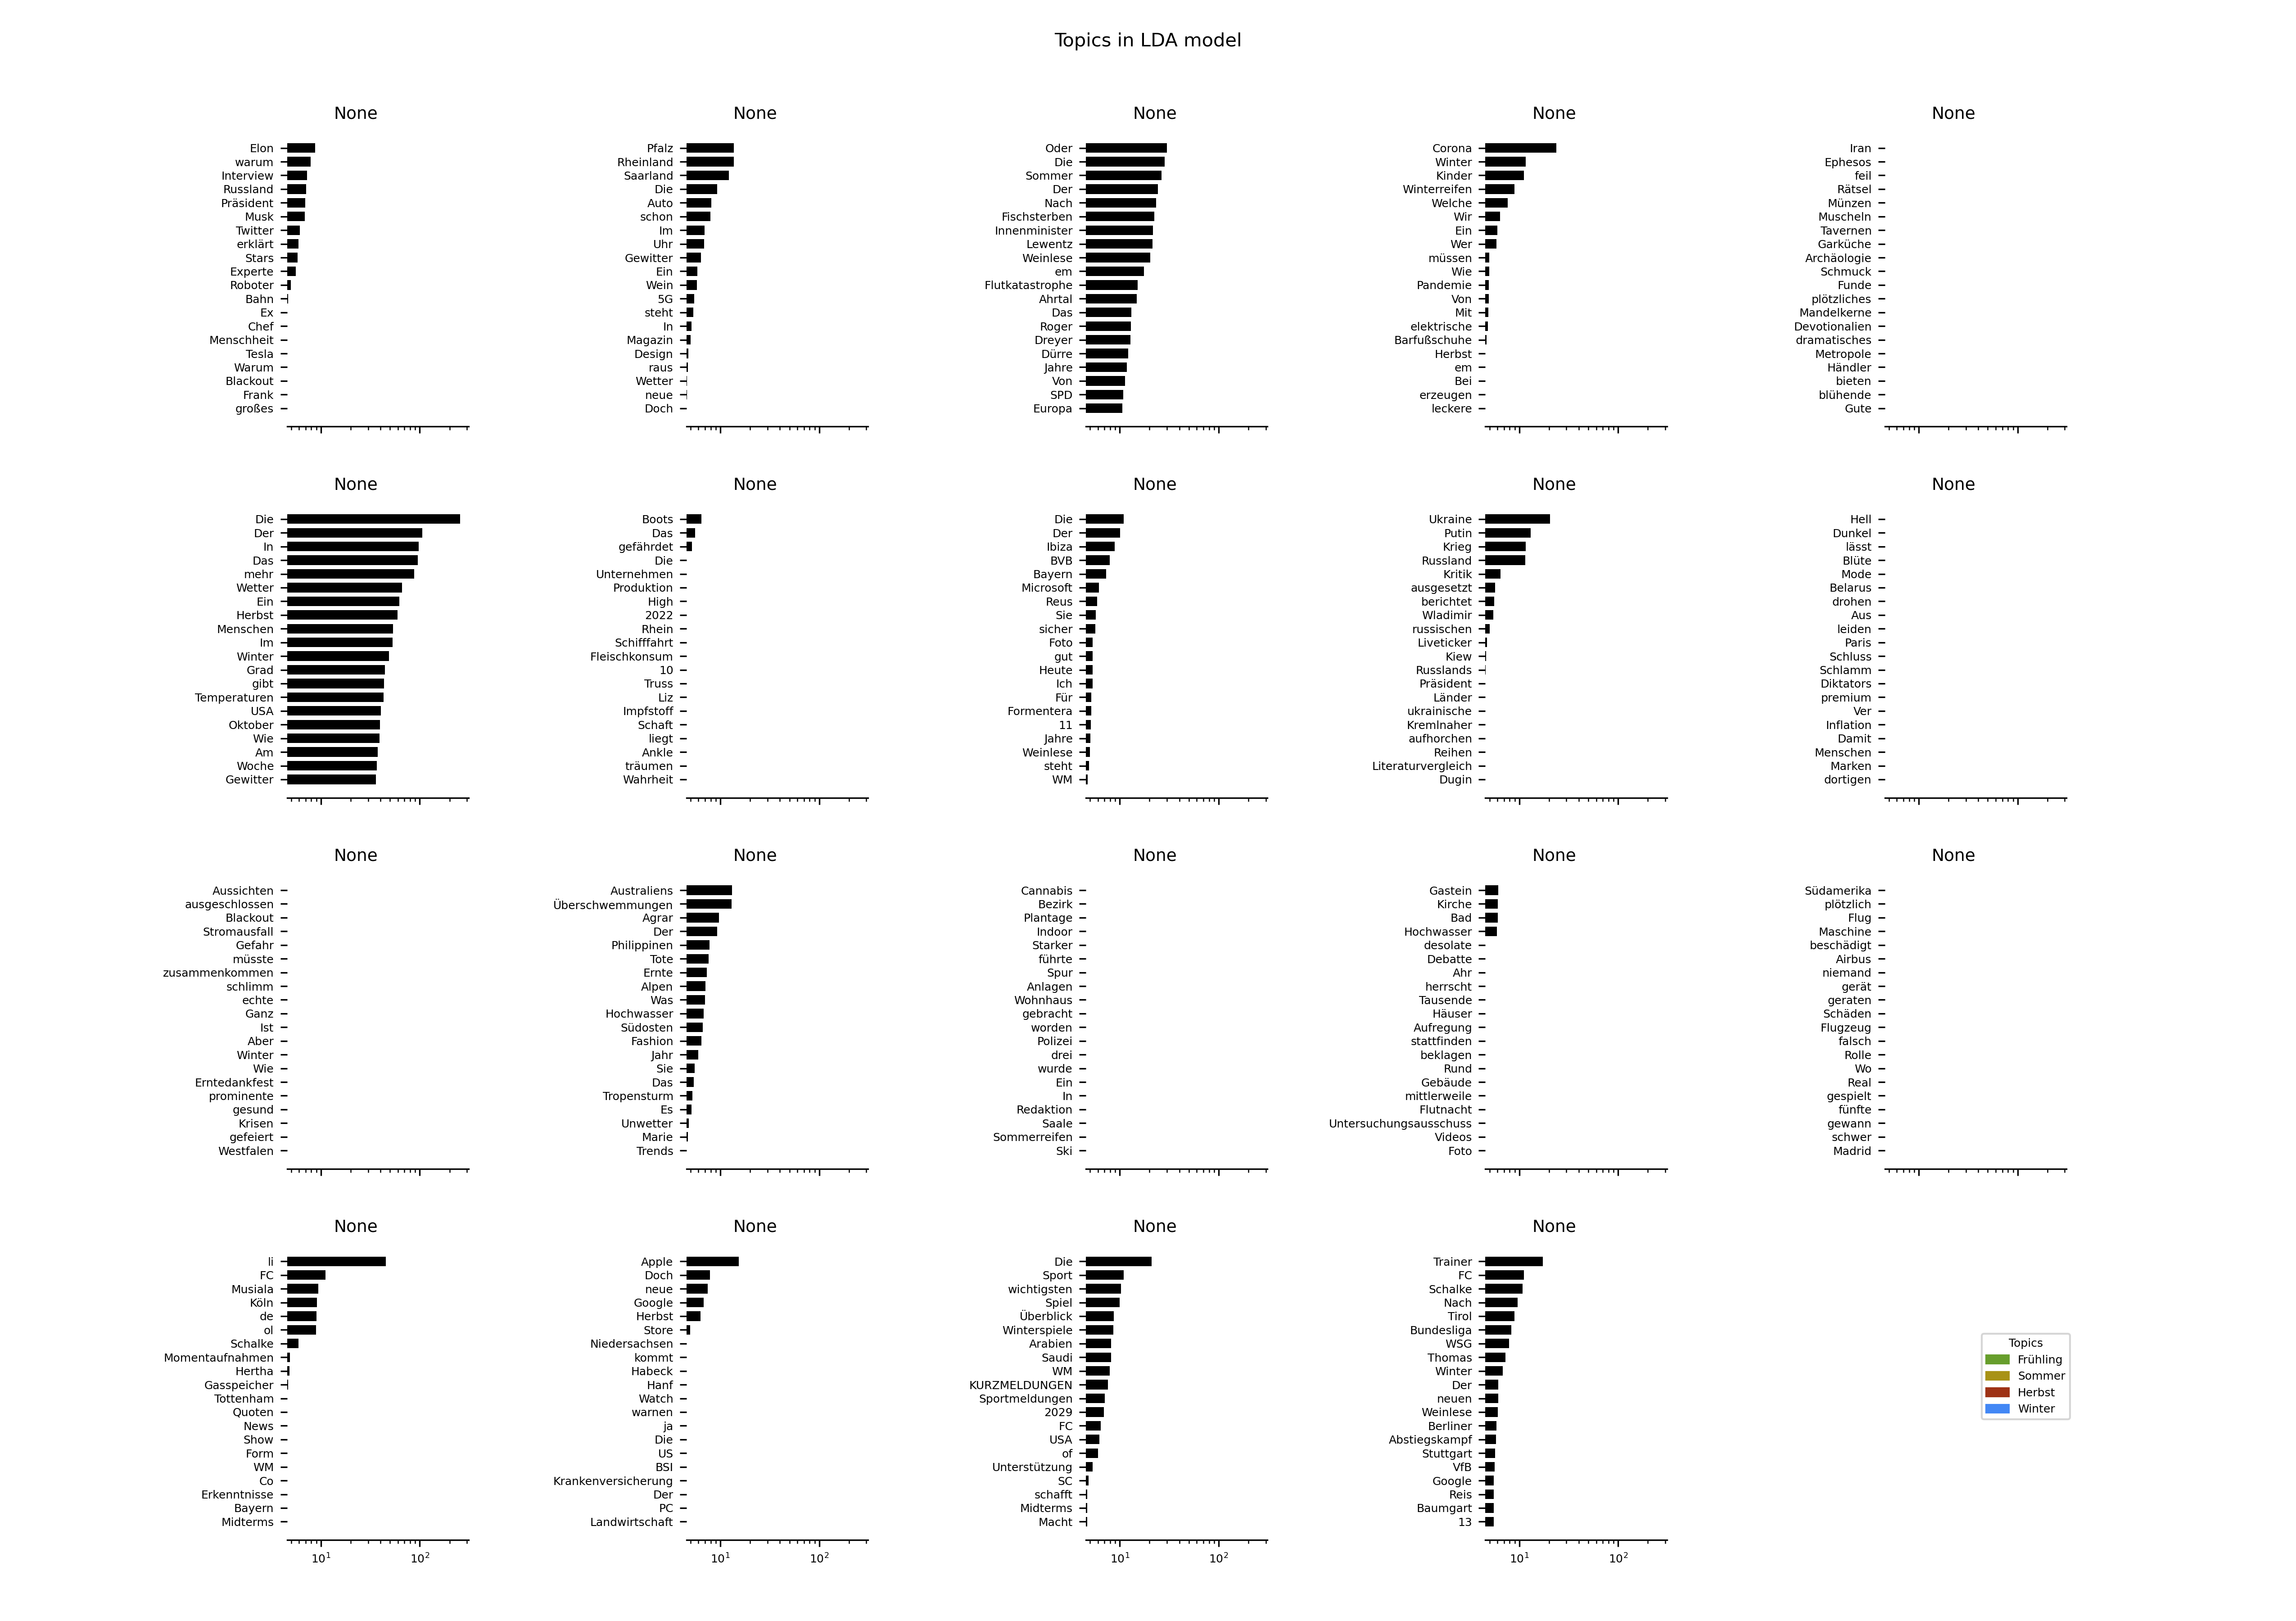 Topics in LDA model
None
Elon
warum
Interview
Russland
Präsident
Musk
Twitter
erklärt
Stars
Experte
Roboter
Bahn
Ex
Chef
Menschheit
Tesla
Warum
Blackout
Frank
großes
None
Pfalz
Rheinland
Saarland
Die
Auto
schon
Im
Uhr
Gewitter
Ein
Wein
5G
steht
In
Magazin
Design
raus
Wetter
neue
Doch
None
Oder
Die
Sommer
Der
Nach
Fischsterben
Innenminister
Lewentz
Weinlese
em
Flutkatastrophe
Ahrtal
Das
Roger
Dreyer
Dürre
Jahre
Von
SPD
Europa
None
Corona
Winter
Kinder
Winterreifen
Welche
Wir
Ein
Wer
müssen
Wie
Pandemie
Von
Mit
elektrische
Barfußschuhe
Herbst
em
Bei
erzeugen
leckere
None
Iran
Ephesos
feil
Rätsel
Münzen
Muscheln
Tavernen
Garküche
Archäologie
Schmuck
Funde
plötzliches
Mandelkerne
Devotionalien
dramatisches
Metropole
Händler
bieten
blühende
Gute
None
Die
Der
In
Das
mehr
Wetter
Ein
Herbst
Menschen
Im
Winter
Grad
gibt
Temperaturen
USA
Oktober
Wie
Am
Woche
Gewitter
None
Boots
Das
gefährdet
Die
Unternehmen
Produktion
High
2022
Rhein
Schifffahrt
Fleischkonsum
10
Truss
Liz
Impfstoff
Schaft
liegt
Ankle
träumen
Wahrheit
None
Die
Der
Ibiza
BVB
Bayern
Microsoft
Reus
Sie
sicher
Foto
gut
Heute
Ich
Für
Formentera
11
Jahre
Weinlese
steht
WM
None
Ukraine
Putin
Krieg
Russland
Kritik
ausgesetzt
berichtet
Wladimir
russischen
Liveticker
Kiew
Russlands
Präsident
Länder
ukrainische
Kremlnaher
aufhorchen
Reihen
Literaturvergleich
Dugin
None
Hell
Dunkel
lässt
Blüte
Mode
Belarus
drohen
Aus
leiden
Paris
Schluss
Schlamm
Diktators
premium
Ver
Inflation
Damit
Menschen
Marken
dortigen
None
Aussichten
ausgeschlossen
Blackout
Stromausfall
Gefahr
müsste
zusammenkommen
schlimm
echte
Ganz
Ist
Aber
Winter
Wie
Erntedankfest
prominente
gesund
Krisen
gefeiert
Westfalen
None
Australiens
Überschwemmungen
Agrar
Der
Philippinen
Tote
Ernte
Alpen
Was
Hochwasser
Südosten
Fashion
Jahr
Sie
Das
Tropensturm
Es
Unwetter
Marie
Trends
None
Cannabis
Bezirk
Plantage
Indoor
Starker
führte
Spur
Anlagen
Wohnhaus
gebracht
worden
Polizei
drei
wurde
Ein
In
Redaktion
Saale
Sommerreifen
Ski
None
Gastein
Kirche
Bad
Hochwasser
desolate
Debatte
Ahr
herrscht
Tausende
Häuser
Aufregung
stattfinden
beklagen
Rund
Gebäude
mittlerweile
Flutnacht
Untersuchungsausschuss
Videos
Foto
None
Südamerika
plötzlich
Flug
Maschine
beschädigt
Airbus
niemand
gerät
geraten
Schäden
Flugzeug
falsch
Rolle
Wo
Real
gespielt
fünfte
gewann
schwer
Madrid
None
li
FC
Musiala
Köln
de
ol
Schalke
Momentaufnahmen
Hertha
Gasspeicher
Tottenham
Quoten
News
Show
Form
WM
Co
Erkenntnisse
Bayern
Midterms
10¹ 10²
None
Apple
Doch
neue
Google
Herbst
Store
Niedersachsen
kommt
Habeck
Hanf
Watch
warnen
ja
Die
US
BSI
Krankenversicherung
Der
PC
Landwirtschaft
10¹ 10²
None
Die
Sport
wichtigsten
Spiel
Überblick
Winterspiele
Arabien
Saudi
WM
KURZMELDUNGEN
Sportmeldungen
2029
FC
USA
of
Unterstützung
SC
schafft
Midterms
Macht
10¹ 10²
None
Trainer
FC
Schalke
Nach
Tirol
Bundesliga
WSG
Thomas
Winter
Der
neuen
Weinlese
Berliner
Abstiegskampf
Stuttgart
VfB
Google
Reis
Baumgart
13
10¹ 10²
Topics
Frühling
Sommer
Herbst
Winter